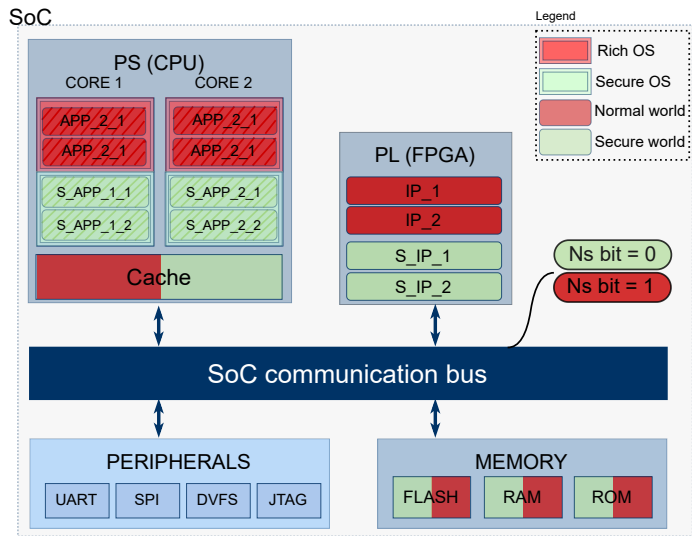 SoC
Legend
Rich OS
Secure OS
Normal world
Secure world
PS (CPU)
CORE 1
CORE 2
APP_2_1
APP_2_1
APP_2_1
APP_2_1
S_APP_1_1
S_APP_2_1
S_APP_1_2
S_APP_2_2
Cache
PL (FPGA)
IP_1
IP_2
S_IP_1
S_IP_2
Ns bit = 0
Ns bit = 1
SoC communication bus
PERIPHERALS
UART
SPI
DVFS
JTAG
MEMORY
FLASH
RAM
ROM